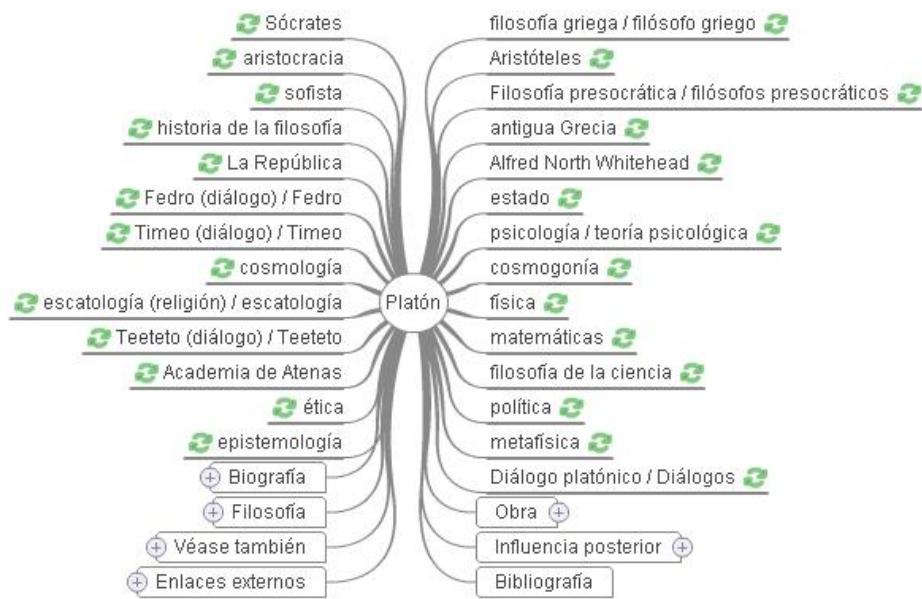 Sócrates
aristocracia
sofista
historia de la filosofía
La República
Fedro (diálogo) / Fedro
Timeo (diálogo) / Timeo
cosmología
escatología (religión) / escatología
Teeteto (diálogo) / Teeteto
Academia de Atenas
ética
epistemología
Biografía
Filosofía
Véase también
Enlaces externos
Platón
filosofía griega / filósofo griego
Aristóteles
Filosofía presocrática / filósofos presocráticos
antigua Grecia
Alfred North Whitehead
estado
psicología / teoría psicológica
cosmogonía
física
matemáticas
filosofía de la ciencia
política
metafísica
Diálogo platónico / Diálogos
Obra
Influencia posterior
Bibliografía